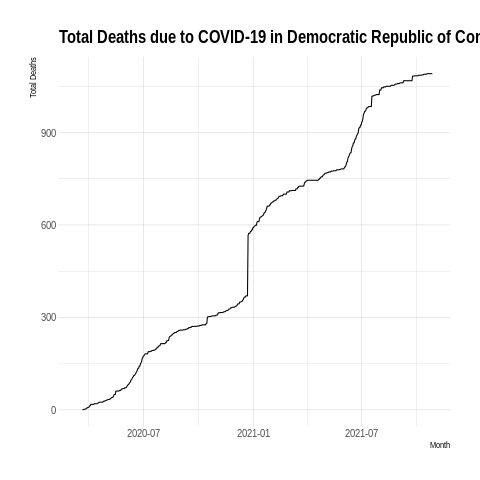 Total Deaths due to COVID-19 in Democratic Republic of Con
Total Deaths
900
600
300
0
2020-07 2021-01 2021-07
Month